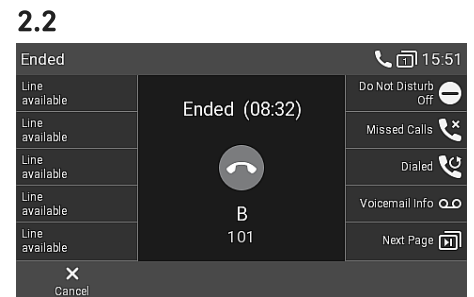 2.2
Ended
1 15:51
Line
available
Line
available
Line
available
Line
available
Line
available
Ended (08:32)
B
101
Do Not Disturb
Off
Missed Calls
Dialed
Voicemail Info
Next Page
Cancel